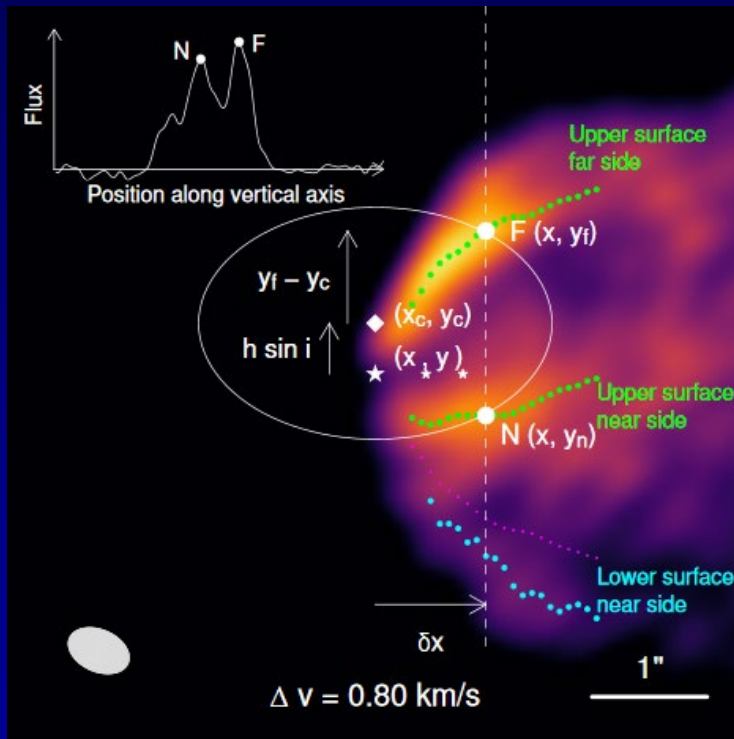 N
F
Flux
Position along vertical axis
Upper surface
far side
F (x, yf)
yf – yc
(xc, yc)
h sin i
(x⋆, y⋆)
Upper surface
near side
N (x, yn)
Lower surface
near side
δx
1"
Δ v = 0.80 km/s